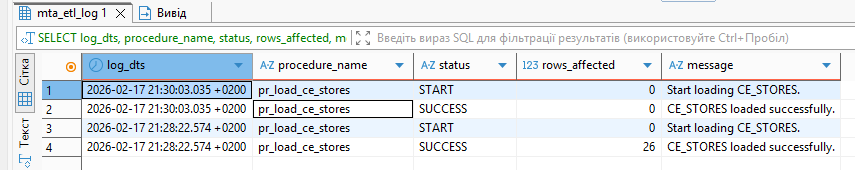 mta_etl_log 1 Вивід
SELECT log_dts, procedure_name, status, rows_affected, m Введіть вираз SQL для фільтрації результатів (використовуйте Ctrl+Пробіл)
Сітка
Текст
log_dts A-Z procedure_name A-Z status 123 rows_affected A-Z message
1 2026-02-17 21:30:03.035 +0200 pr_load_ce_stores START 0 Start loading CE_STORES.
2 2026-02-17 21:30:03.035 +0200 pr_load_ce_stores SUCCESS 0 CE_STORES loaded successfully.
3 2026-02-17 21:28:22.574 +0200 pr_load_ce_stores START 0 Start loading CE_STORES.
4 2026-02-17 21:28:22.574 +0200 pr_load_ce_stores SUCCESS 26 CE_STORES loaded successfully.